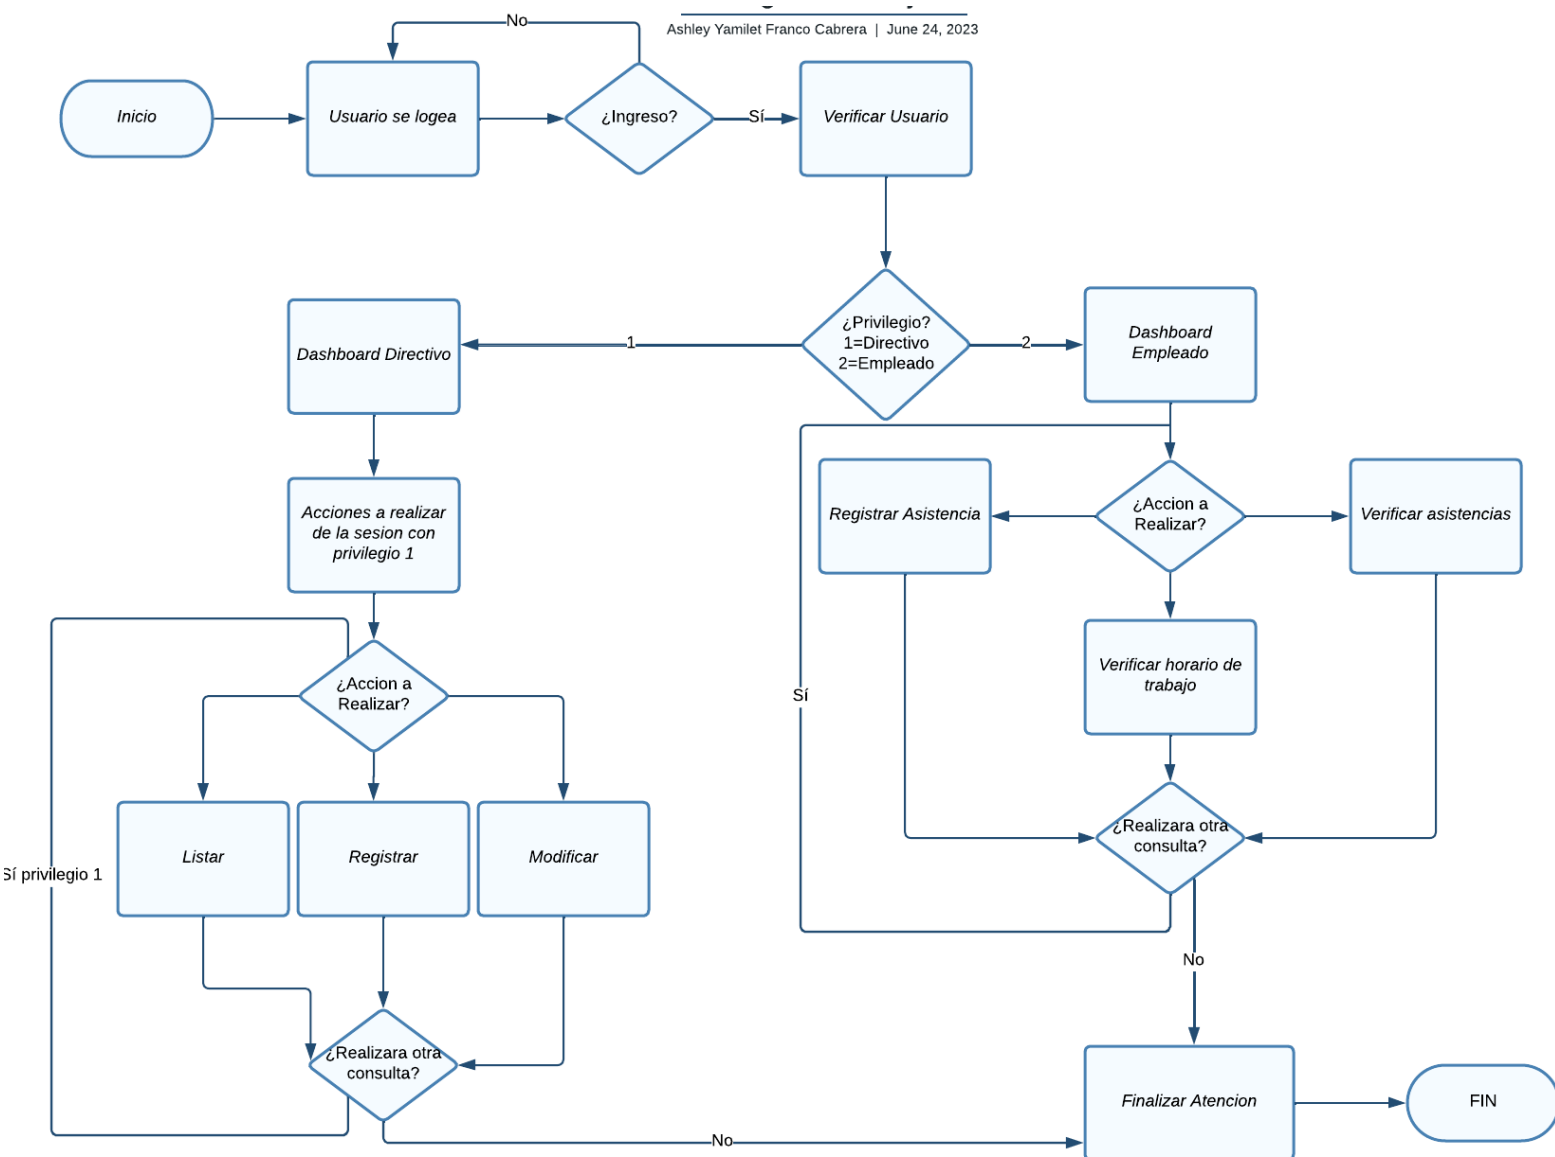 No
Ashley Yamilet Franco Cabrera | June 24, 2023
Inicio
Usuario se logea
¿Ingreso?
Sí
Verificar Usuario
¿Privilegio?
1=Directivo
2=Empleado
1
2
Dashboard Directivo
Dashboard
Empleado
Acciones a realizar
de la sesion con
privilegio 1
Registrar Asistencia
¿Accion a
Realizar?
Verificar asistencias
¿Accion a
Realizar?
Verificar horario de
trabajo
Sí
Listar
Registrar
Modificar
¿Realizara otra
consulta?
Sí privilegio 1
No
¿Realizara otra
consulta?
Finalizar Atencion
FIN
No